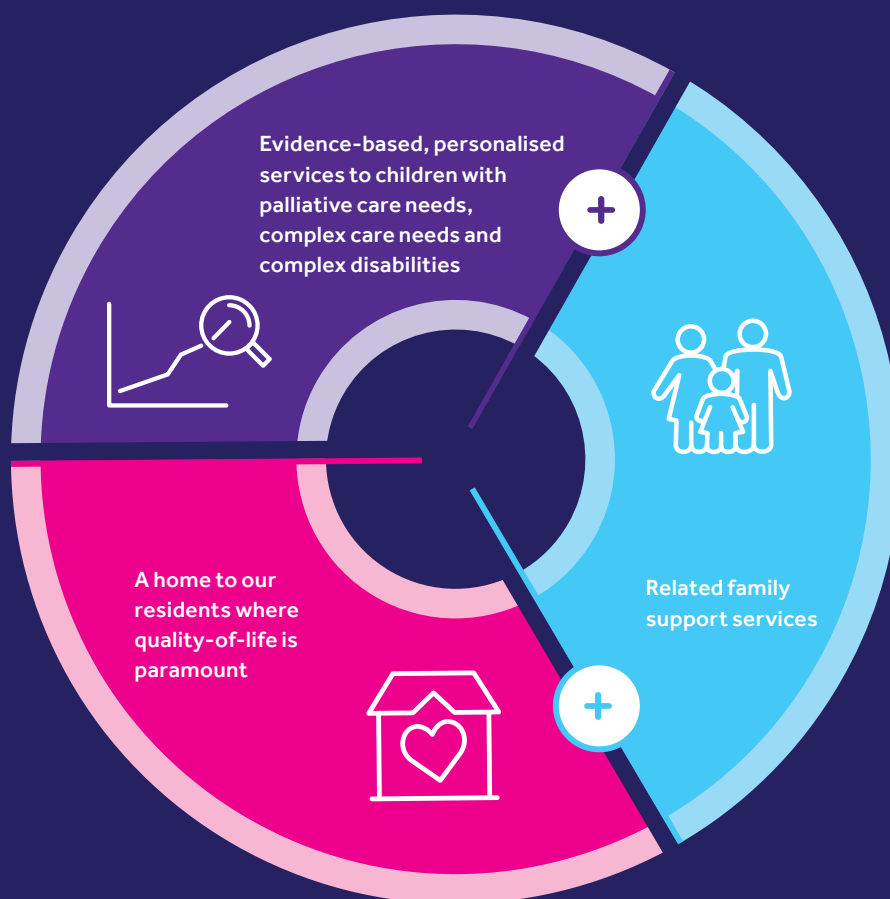 Evidence-based, personalised
services to children with
palliative care needs,
complex care needs and
complex disabilities
+
Related family
support services
+
A home to our
residents where
quality-of-life is
paramount